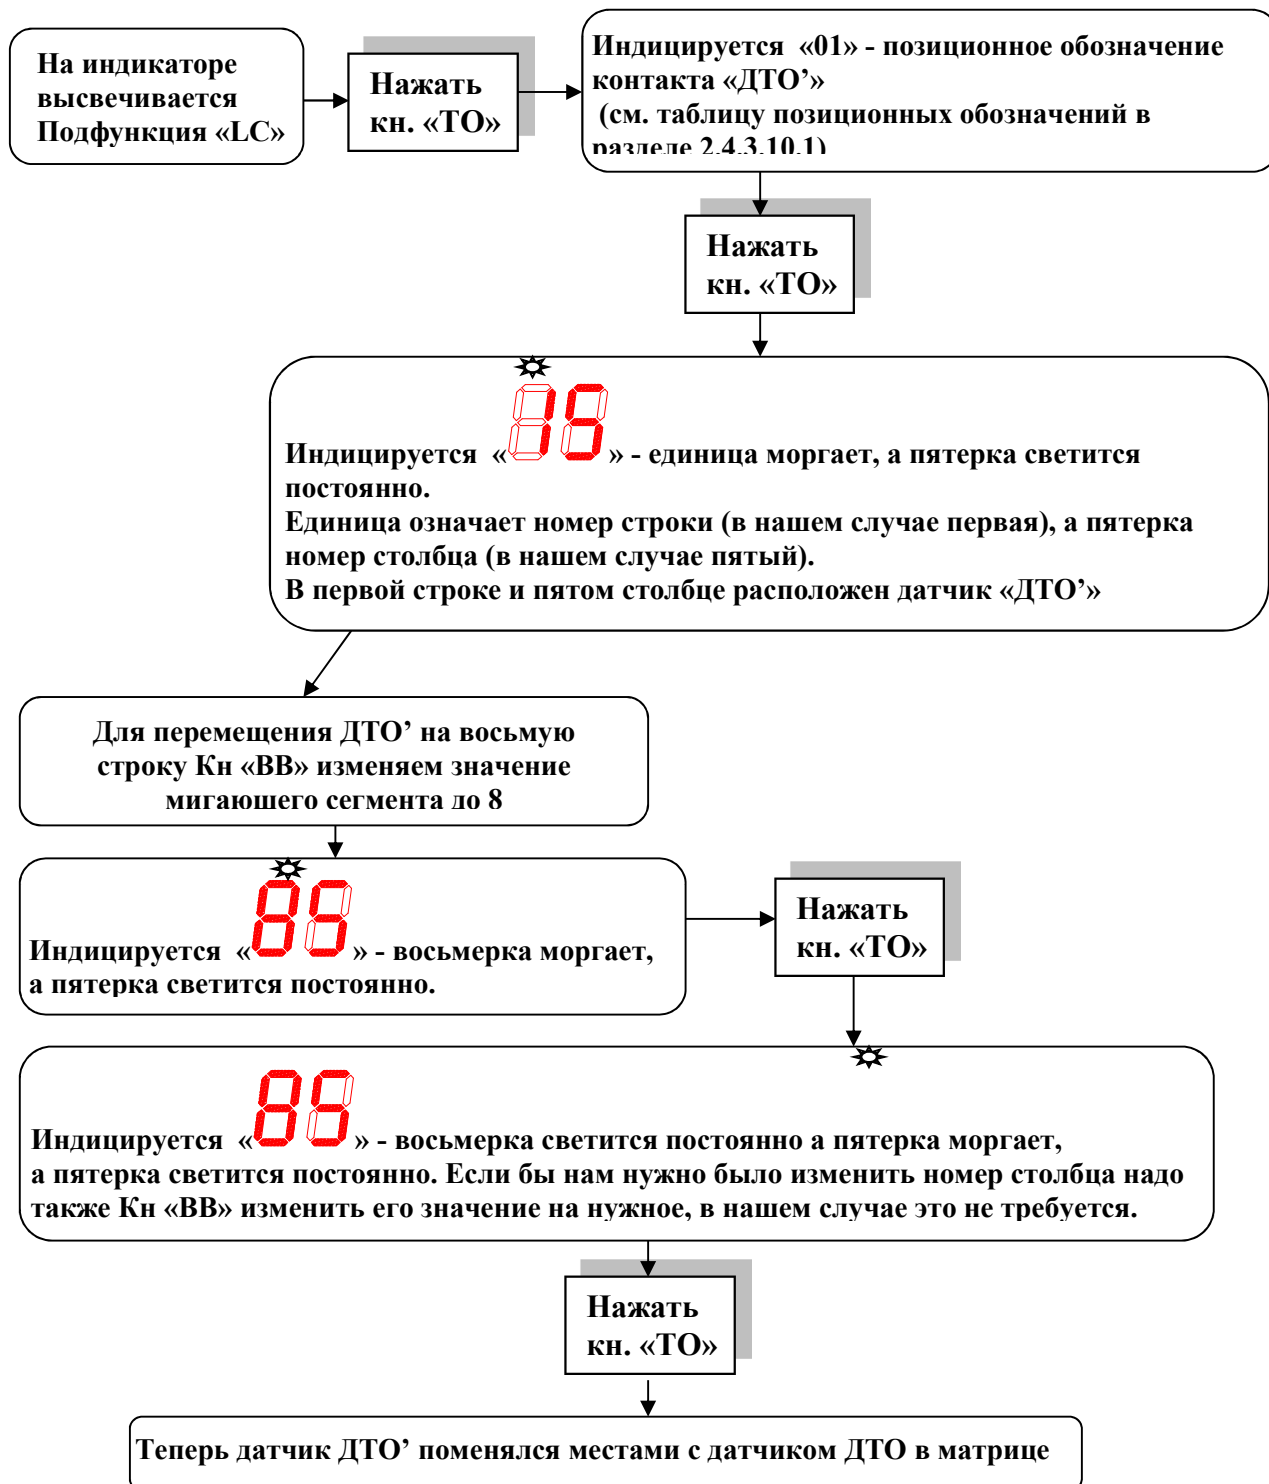 На индикаторе
высвечивается
Подфункция «LC»
Нажать
кн. «ТО»
Индицируется «01» - позиционное обозначение
контакта «ДТО’»
(см. таблицу позиционных обозначений в
разделе 2.4.3.10.1)
Нажать
кн. «ТО»
Индицируется «15» - единица моргает, а пятерка светится
постоянно.
Единица означает номер строки (в нашем случае первая), а пятерка
номер столбца (в нашем случае пятый).
В первой строке и пятом столбце расположен датчик «ДТО’»
Для перемещения ДТО’ на восьмую
строку Кн «ВВ» изменяем значение
мигающего сегмента до 8
Индицируется «85» - восьмерка моргает,
а пятерка светится постоянно.
Нажать
кн. «ТО»
Индицируется «85» - восьмерка светится постоянно а пятерка моргает,
а пятерка светится постоянно. Если бы нам нужно было изменить номер столбца надо
также Кн «ВВ» изменить его значение на нужное, в нашем случае это не требуется.
Нажать
кн. «ТО»
Теперь датчик ДТО’ поменялся местами с датчиком ДТО в матрице